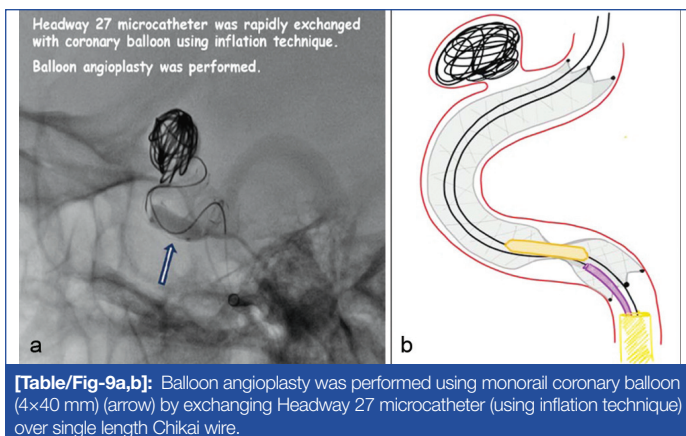 Headway 27 microcatheter was rapidly exchanged
with coronary balloon using inflation technique.
Balloon angioplasty was performed.
a
b
[Table/Fig-9a,b]: Balloon angioplasty was performed using monorail coronary balloon
(4×40 mm) (arrow) by exchanging Headway 27 microcatheter (using inflation technique)
over single length Chikai wire.